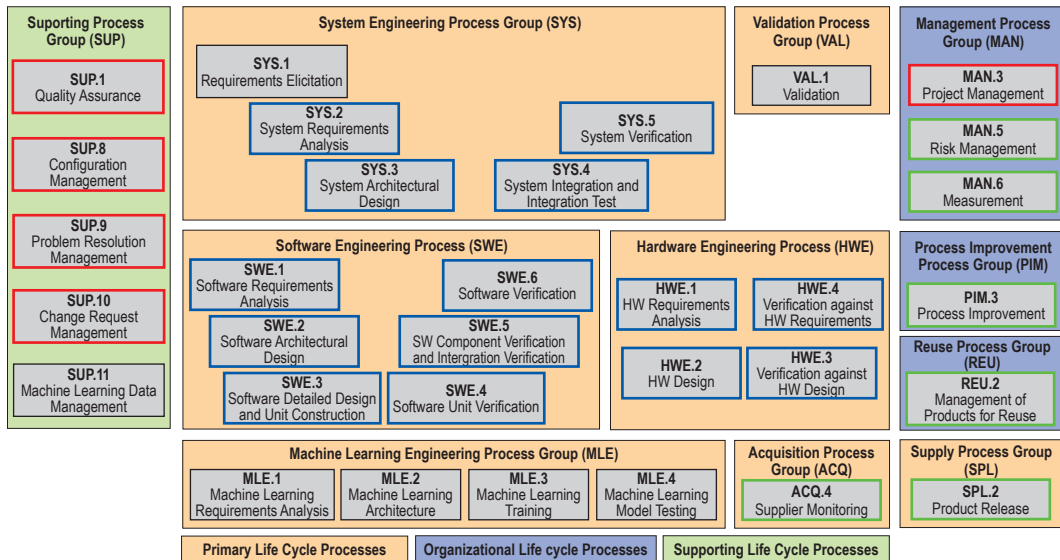 Suporting Process
Group (SUP)
SUP.1
Quality Assurance
SUP.8
Configuration
Management
SUP.9
Problem Resolution
Management
SUP.10
Change Request
Management
SUP.11
Machine Learning Data
Management
System Engineering Process Group (SYS)
SYS.1
Requirements Elicitation
SYS.2
System Requirements
Analysis
SYS.3
System Architectural
Design
SYS.5
System Verification
SYS.4
System Integration and
Integration Test
Validation Process
Group (VAL)
VAL.1
Validation
Management Process
Group (MAN)
MAN.3
Project Management
MAN.5
Risk Management
MAN.6
Measurement
Software Engineering Process (SWE)
SWE.1
Software Requirements
Analysis
SWE.2
Software Architectural
Design
SWE.3
Software Detailed Design
and Unit Construction
SWE.6
Software Verification
SWE.5
SW Component Verification
and Intergration Verification
SWE.4
Software Unit Verification
Hardware Engineering Process (HWE)
HWE.1
HW Requirements
Analysis
HWE.4
Verification against
HW Requirements
HWE.2
HW Design
HWE.3
Verification against
HW Design
Process Improvement
Process Group (PIM)
PIM.3
Process Improvement
Reuse Process Group
(REU)
REU.2
Management of
Products for Reuse
Machine Learning Engineering Process Group (MLE)
MLE.1
Machine Learning
Requirements Analysis
MLE.2
Machine Learning
Architecture
MLE.3
Machine Learning
Training
MLE.4
Machine Learning
Model Testing
Acquisition Process
Group (ACQ)
ACQ.4
Supplier Monitoring
Supply Process Group
(SPL)
SPL.2
Product Release
Primary Life Cycle Processes
Organizational Life cycle Processes
Supporting Life Cycle Processes